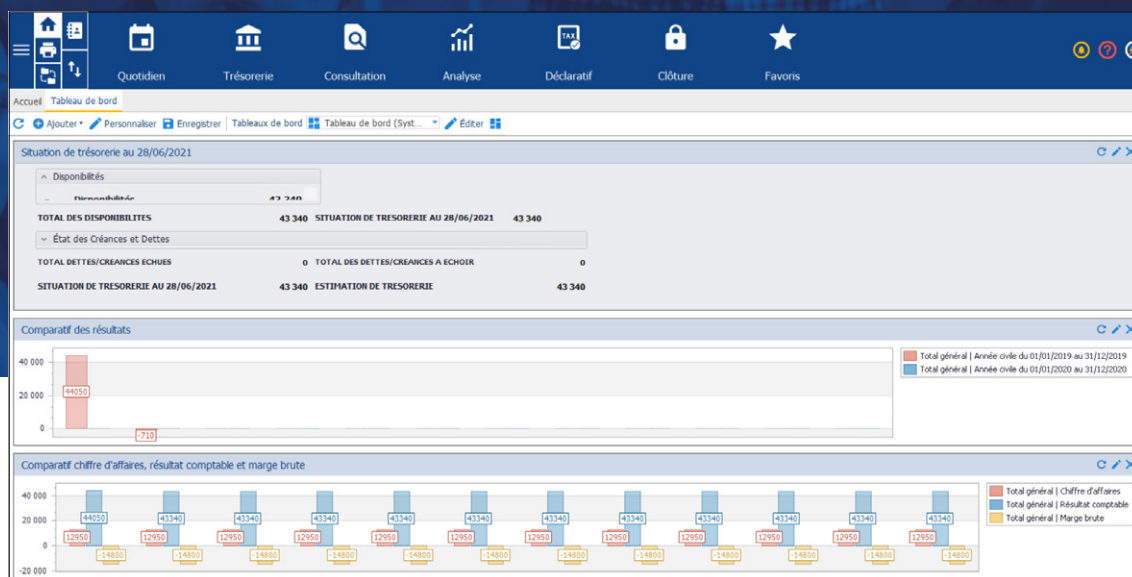 TAX
Quotidien Trésorerie Consultation Analyse Déclaratif Clôture Favoris
Accueil Tableau de bord
Ajouter Personnaliser Enregistrer Tableaux de bord Tableau de bord (Syst... Éditer
Situation de trésorerie au 28/06/2021
Disponibilités
TOTAL DES DISPONIBILITES 43 340 SITUATION DE TRESORERIE AU 28/06/2021 43 340
État des Créances et Dettes
TOTAL DETTES/CREANCES ECHUES 0 TOTAL DES DETTES/CREANCES A ECHOIR 0
SITUATION DE TRESORERIE AU 28/06/2021 43 340 ESTIMATION DE TRESORERIE 43 340
Comparatif des résultats
Total général | Année civile du 01/01/2019 au 31/12/2019
40 000
Total général | Année civile du 01/01/2020 au 31/12/2020
44050
20 000
0
-710
Comparatif chiffre d'affaires, résultat comptable et marge brute
Total général | Chiffre d'affaires
40 000
Total général | Résultat comptable
44050 43340 43340 43340 43340 43340 43340 43340 43340 43340 43340 43340
Total général | Marge brute
20 000
12950 12950 12950 12950 12950 12950 12950 12950 12950 12950 12950 12950
0
-14800 -14800 -14800 -14800 -14800 -14800 -14800 -14800 -14800 -14800 -14800 -14800
-20 000